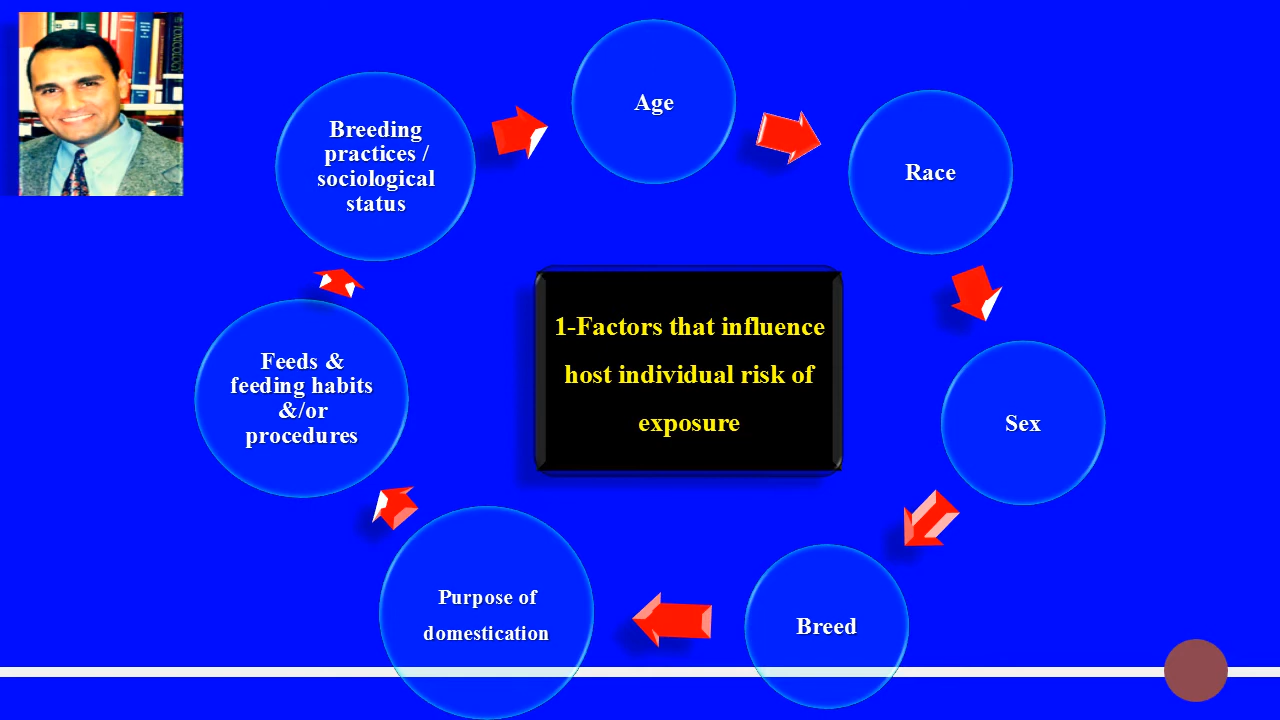 Age
Race
Sex
Breed
Purpose of
domestication
Feeds &
feeding habits
&/or
procedures
Breeding
practices /
sociological
status
1-Factors that influence
host individual risk of
exposure